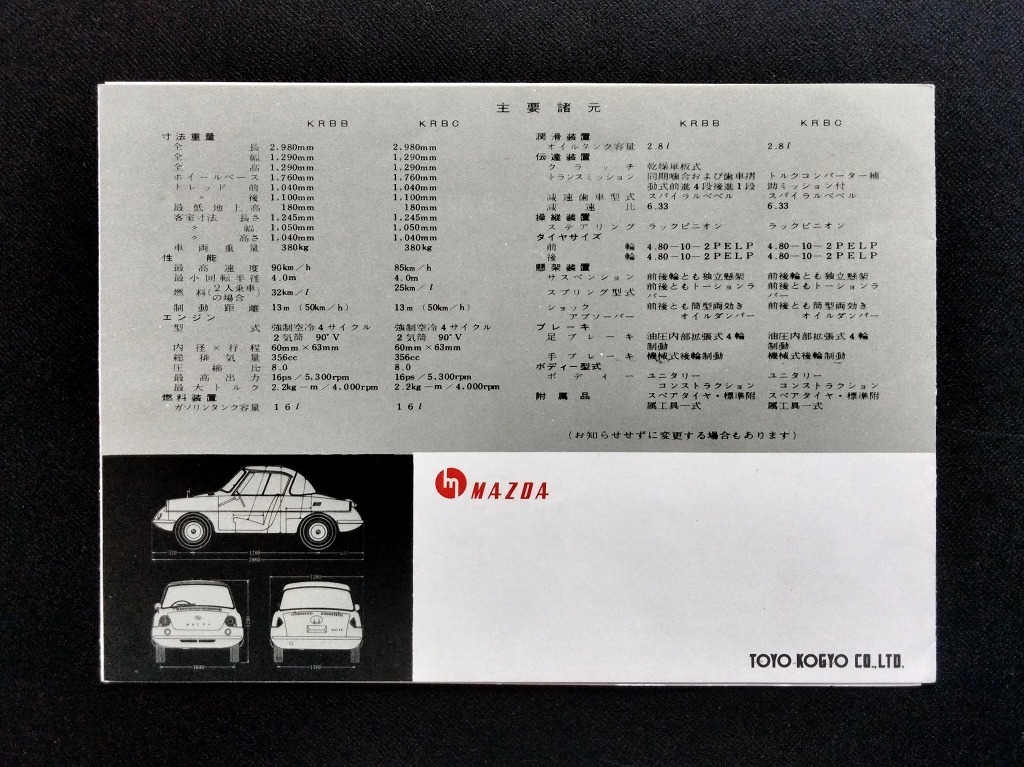 主要諸元
KRBB KRBC
寸法重量
全長 2,980mm 2,980mm
全幅 1,290mm 1,290mm
全高 1,290mm 1,290mm
ホイールベース 1,760mm 1,760mm
トレッド 前 1,040mm 1,040mm
〃 後 1,100mm 1,100mm
最低地上高 180mm 180mm
客室寸法 長さ 1,245mm 1,245mm
〃 幅 1,050mm 1,050mm
〃 高さ 1,040mm 1,040mm
車両重量 380kg 380kg
性能
最高速度 90km/h 85km/h
最小回転半径 4.0m 4.0m
燃料(2人乗車の場合) 32km/l 25km/l
制動距離 13m (50km/h) 13m (50km/h)
エンジン
型式 強制空冷4サイクル 強制空冷4サイクル
2気筒 90°V 2気筒 90°V
内径×行程 60mm×63mm 60mm×63mm
総排気量 356cc 356cc
圧縮比 8.0 8.0
最高出力 16ps/5,300rpm 16ps/5,300rpm
最大トルク 2.2kg-m/4,000rpm 2.2kg-m/4,000rpm
燃料装置
ガソリンタンク容量 16l 16l
KRBB KRBC
潤滑装置
オイルタンク容量 2.8l 2.8l
伝達装置
クラッチ 乾燥単板式
トランスミッション 同期噛合および歯車摺 トルクコンバーター補
動式前進4段後進1段 助ミッション付
減速歯車型式 スパイラルベベル スパイラルベベル
減速比 6.33 6.33
操縦装置
ステアリング ラックピニオン ラックピニオン
タイヤサイズ
前輪 4.80-10-2PELP 4.80-10-2PELP
後輪 4.80-10-2PELP 4.80-10-2PELP
懸架装置
サスペンション 前後輪とも独立懸架 前後輪とも独立懸架
スプリング型式 前後ともトーションラ 前後ともトーションラ
バー バー
ショック 前後とも筒型両効き 前後とも筒型両効き
アブソーバー オイルダンパー オイルダンパー
ブレーキ
足ブレーキ 油圧内部拡張式4輪 油圧内部拡張式4輪
制動 制動
手ブレーキ 機械式後輪制動 機械式後輪制動
ボディー型式
ボディー ユニタリー ユニタリー
コンストラクション コンストラクション
附属品 スペアタイヤ・標準附 スペアタイヤ・標準附
属工具一式 属工具一式
(お知らせせずに変更する場合もあります)
1760
2980
1290
MAZDA
1040
1100
MAZDA
TOYO KOGYO CO.,LTD.